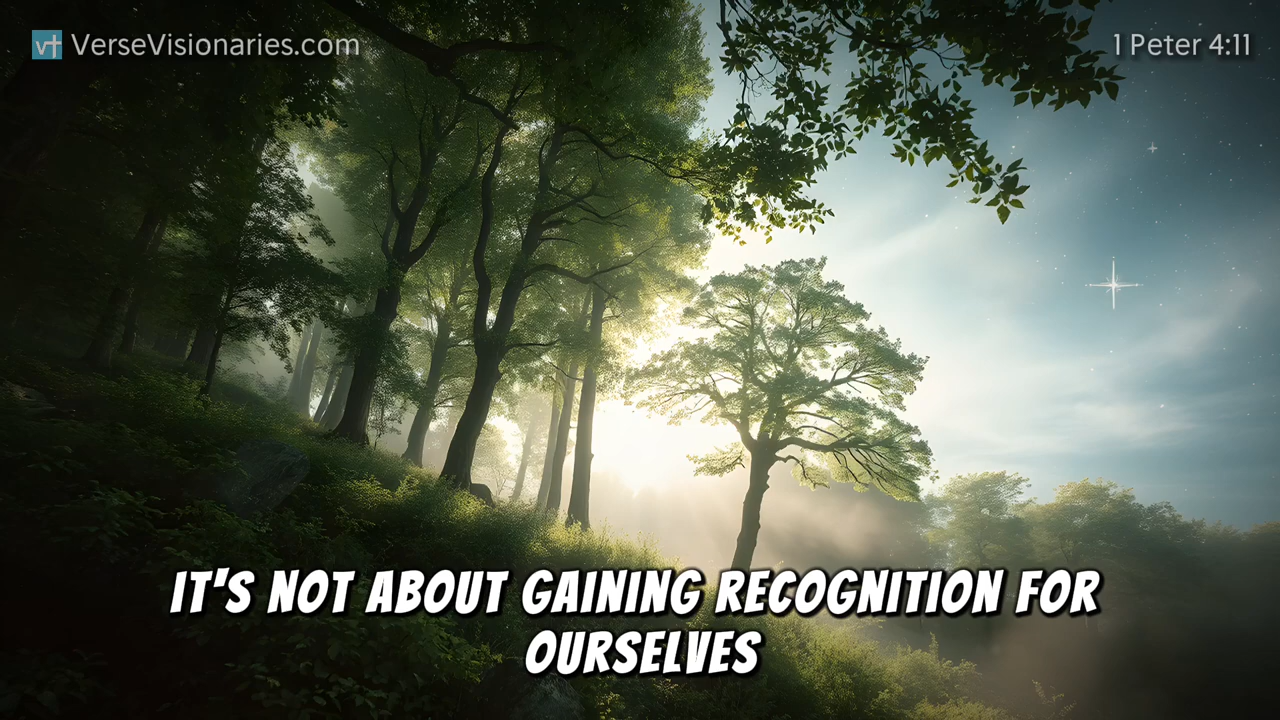 VerseVisionaries.com
1 Peter 4:11
IT'S NOT ABOUT GAINING RECOGNITION FOR
OURSELVES